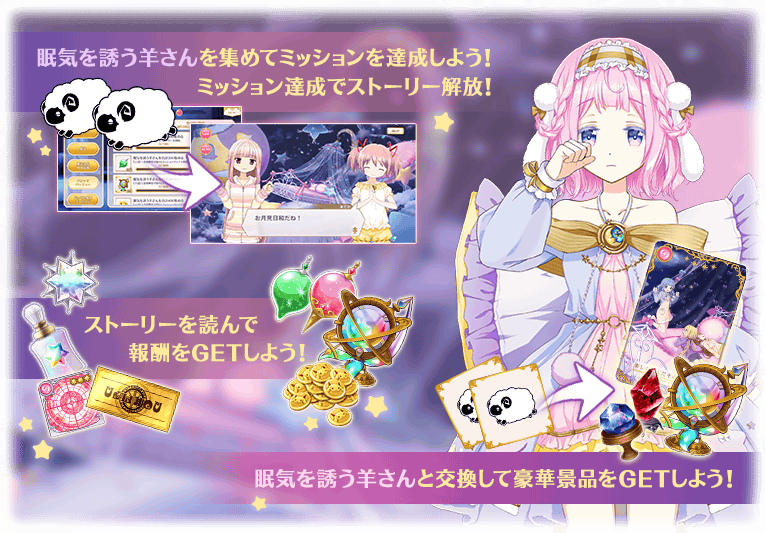 眠気を誘う羊さんを集めてミッションを達成しよう!
ミッション達成でストーリー解放!
お月見日和だね!
ストーリーを読んで
報酬をGETしよう!
眠気を誘う羊さんと交換して豪華景品をGETしよう!